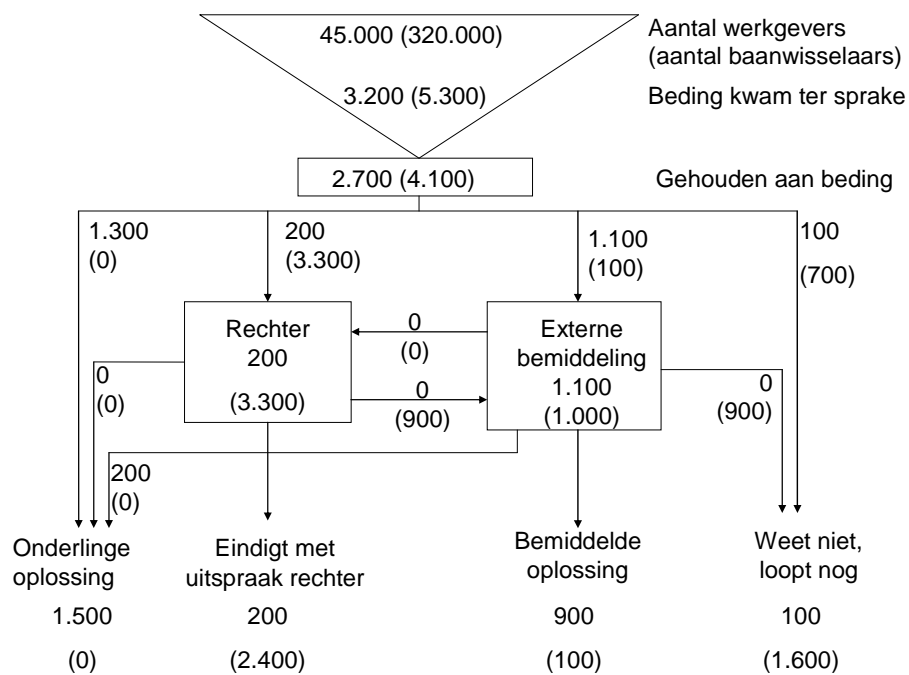 45.000 (320.000)
Aantal werkgevers
(aantal baanwisselaars)
3.200 (5.300)
Beding kwam ter sprake
2.700 (4.100)
Gehouden aan beding
1.300
(0)
200
(3.300)
1.100
(100)
100
(700)
Rechter
200
(3.300)
0
(0)
Externe
bemiddeling
1.100
(1.000)
0
(0)
0
(900)
0
(900)
200
(0)
Onderlinge
oplossing
1.500
(0)
Eindigt met
uitspraak rechter
200
(2.400)
Bemiddelde
oplossing
900
(100)
Weet niet,
loopt nog
100
(1.600)